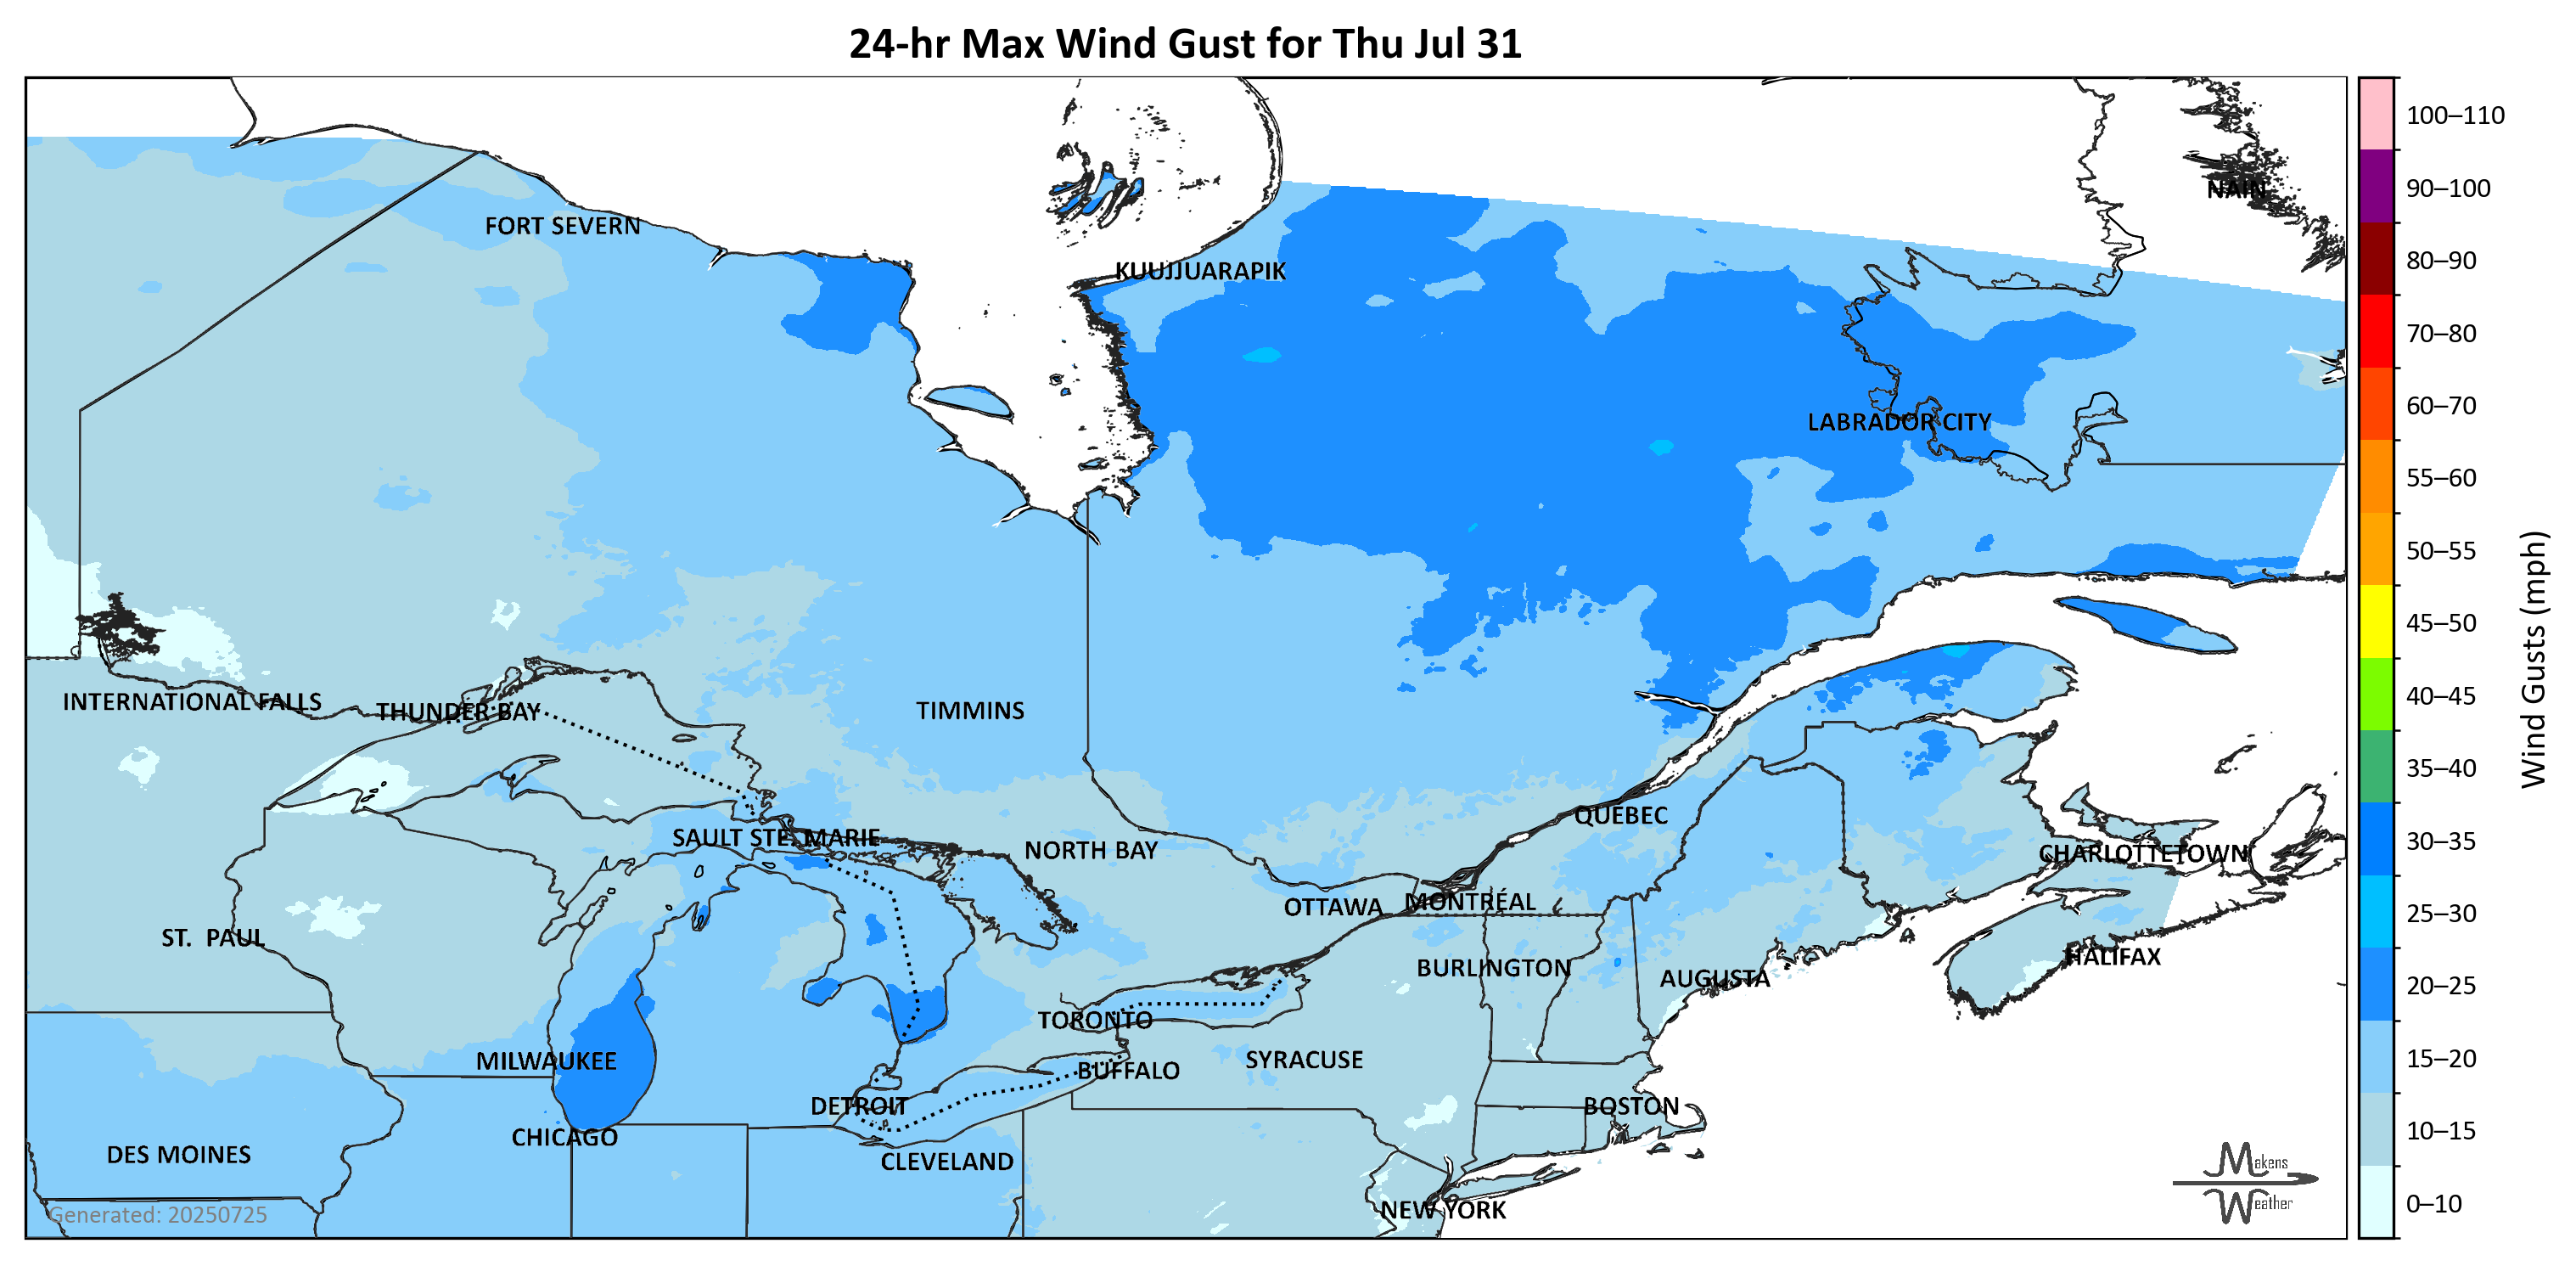 24-hr Max Wind Gust for Thu Jul 31
100–110
90–100
NAIN
FORT SEVERN
80–90
KUUJJUARAPIK
70–80
60–70
LABRADOR CITY
55–60
50–55
45–50
40–45
INTERNATIONAL FALLS
THUNDER BAY
TIMMINS
35–40
Wind Gusts (mph)
QUEBEC
30–35
SAULT STE. MARIE
NORTH BAY
CHARLOTTETOWN
OTTAWA
MONTRÉAL
25–30
ST. PAUL
HALIFAX
BURLINGTON
AUGUSTA
20–25
TORONTO
MILWAUKEE
SYRACUSE
15–20
BUFFALO
DETROIT
BOSTON
10–15
CHICAGO
DES MOINES
CLEVELAND
Makens
Weather
0–10
NEW YORK
Generated: 20250725